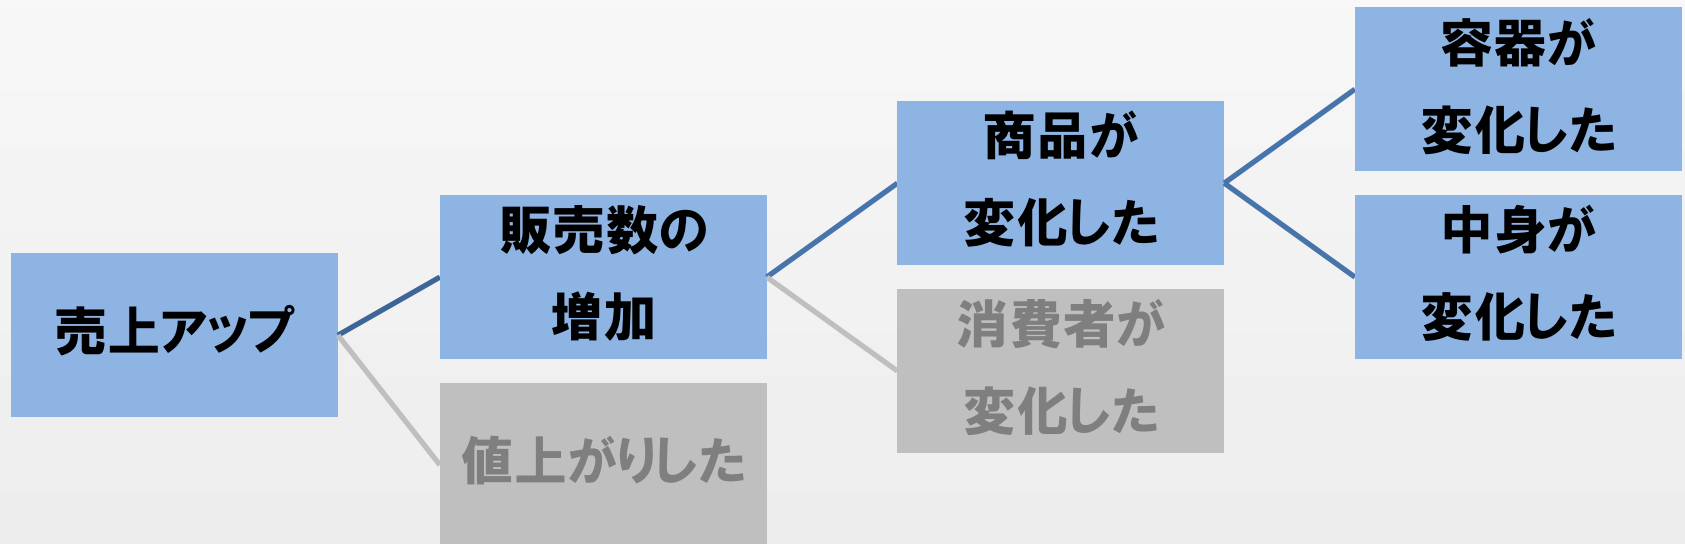 売上アップ
販売数の
増加
値上がりした
商品が
変化した
消費者が
変化した
容器が
変化した
中身が
変化した